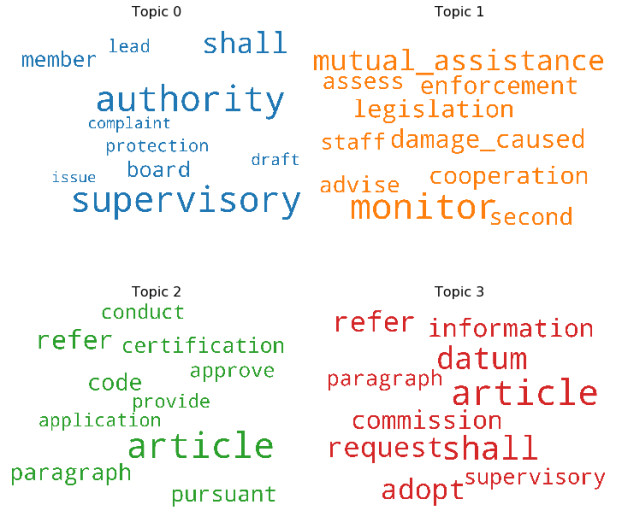 Topic 0
lead
shall
member
authority
complaint
protection
draft
board
issue
supervisory
Topic 1
mutual_assistance
assess
enforcement
legislation
staff
damage_caused
cooperation
advise
monitor
second
Topic 2
conduct
refer
certification
approve
code
provide
application
article
paragraph
pursuant
Topic 3
refer
information
datum
paragraph
article
commission
request
shall
supervisory
adopt